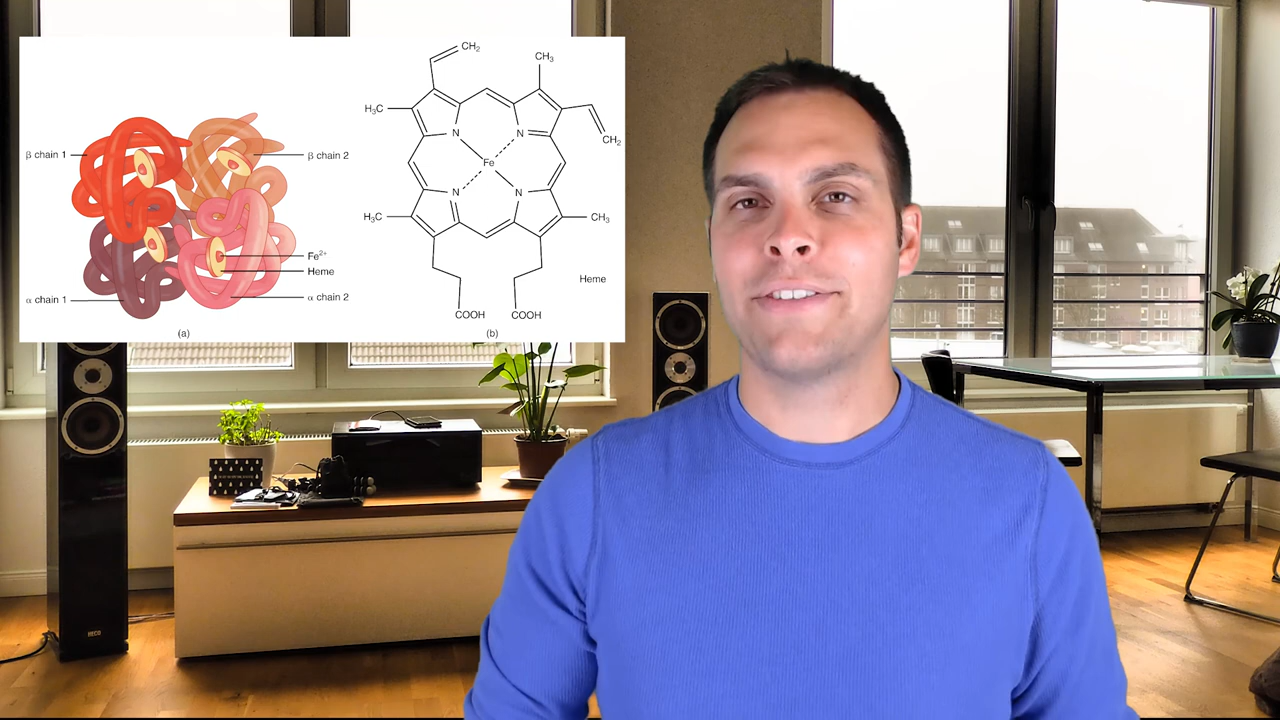 CH₂
CH₃
H₃C
CH₂
N
N
Fe
N
N
H₃C
CH₃
Heme
COOH
COOH
(b)
β chain 1
β chain 2
Fe²⁺
Heme
α chain 1
α chain 2
(a)
HECO